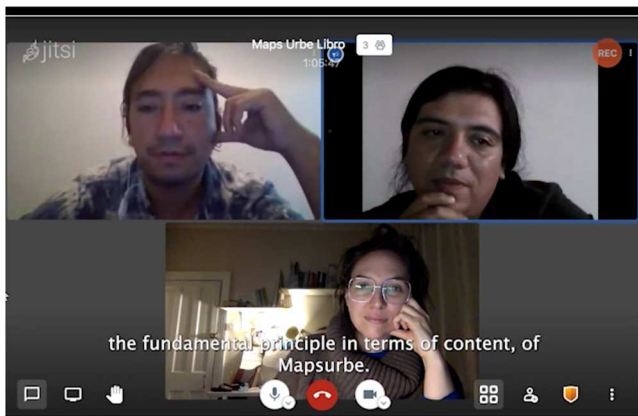 jitsi
Maps Urbe Libro
3
1:05:47
REC
the fundamental principle in terms of content, of
Mapsurbe.